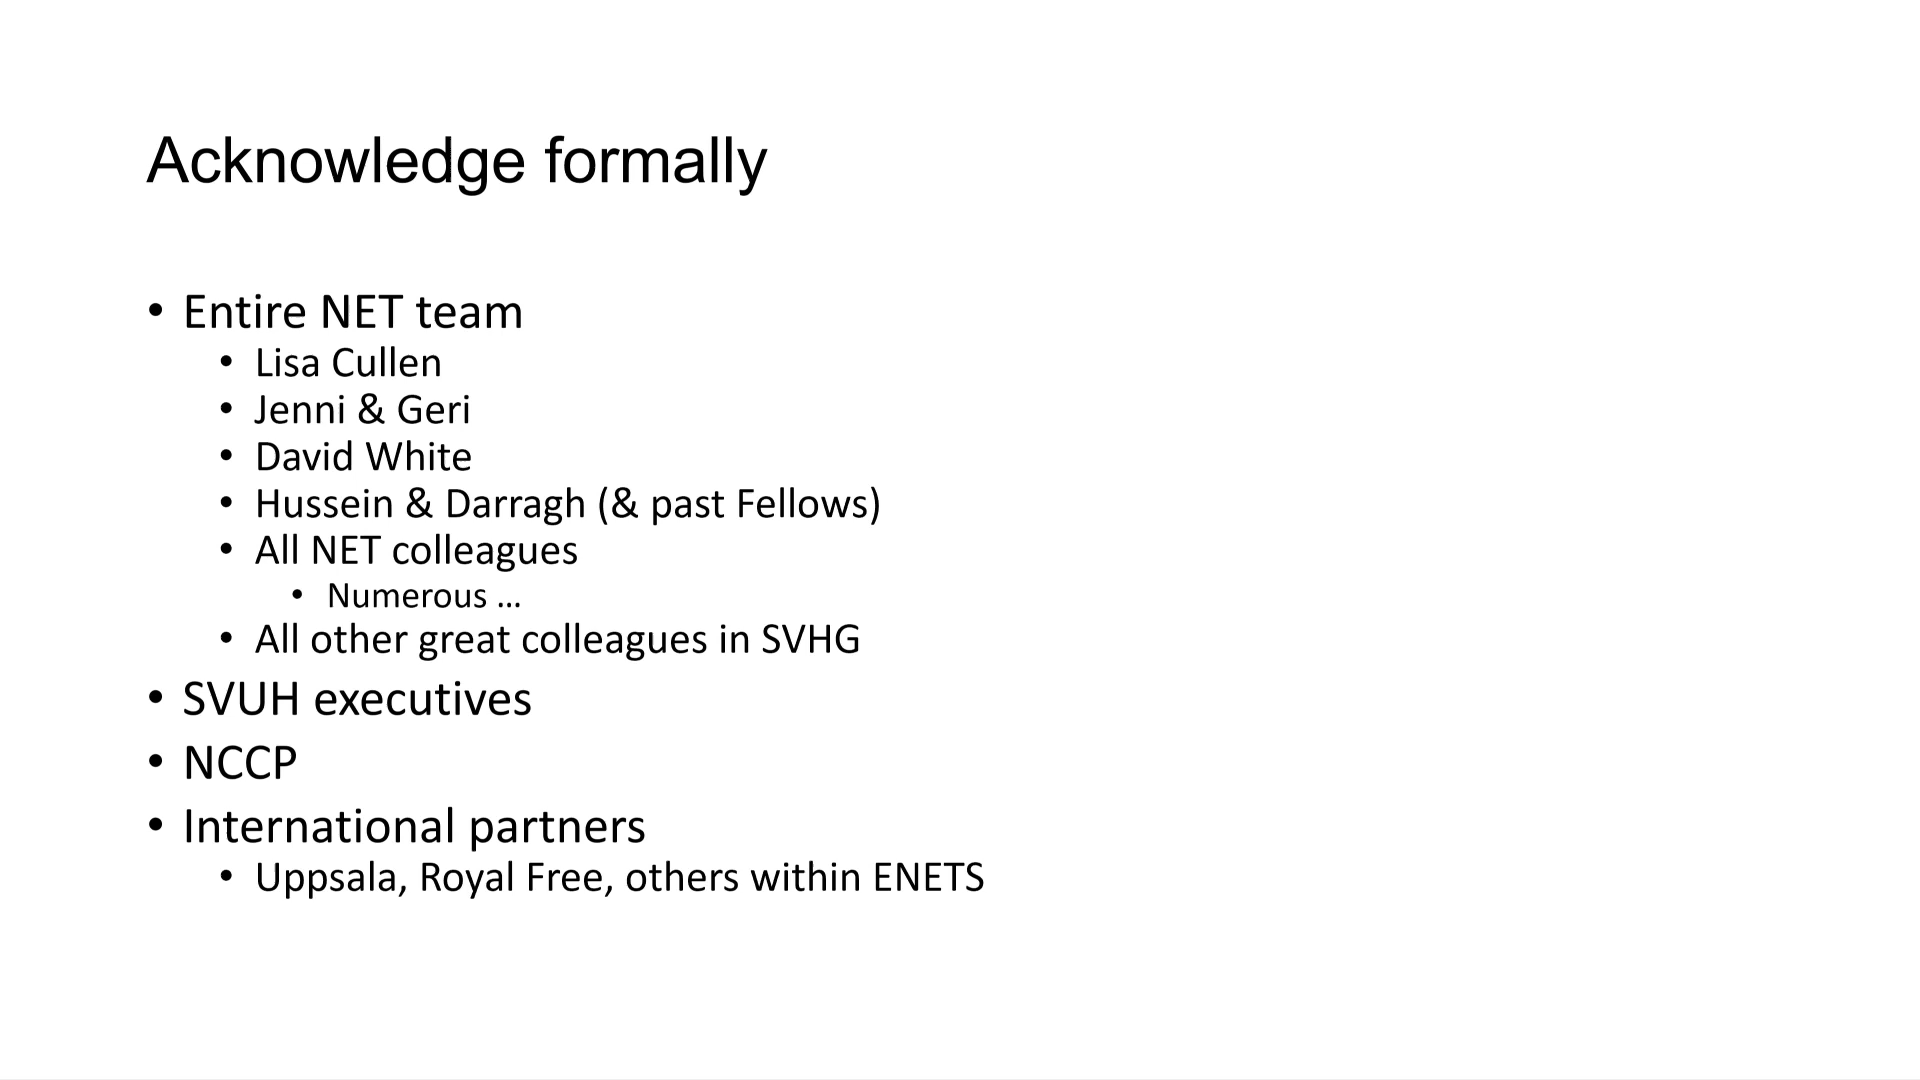 Acknowledge formally
• Entire NET team
• Lisa Cullen
• Jenni & Geri
• David White
• Hussein & Darragh (& past Fellows)
• All NET colleagues
• Numerous …
• All other great colleagues in SVHG
• SVUH executives
• NCCP
• International partners
• Uppsala, Royal Free, others within ENETS